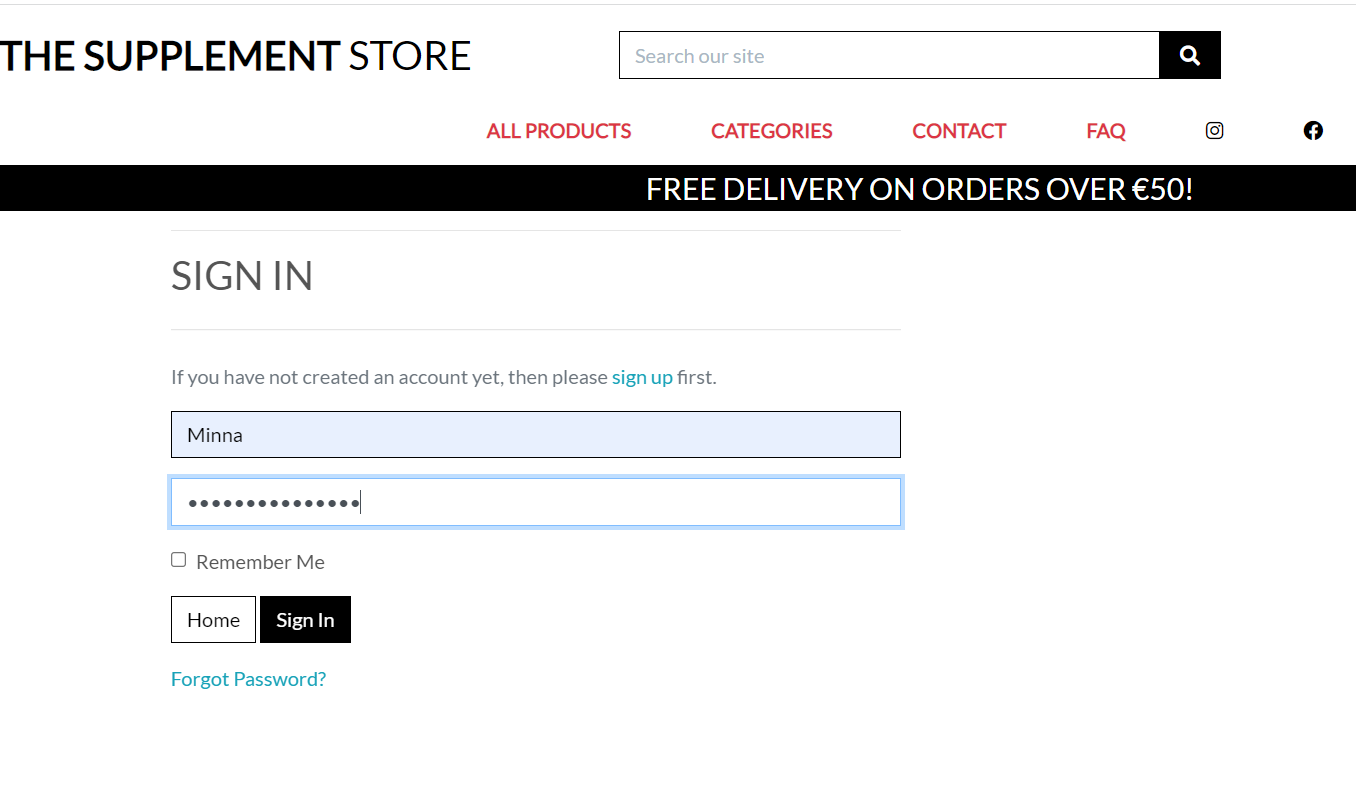 THE SUPPLEMENT STORE
Search our site
ALL PRODUCTS CATEGORIES CONTACT FAQ
FREE DELIVERY ON ORDERS OVER €50!
SIGN IN
If you have not created an account yet, then please sign up first.
Minna
•••••••••••••••
Remember Me
Home Sign In
Forgot Password?